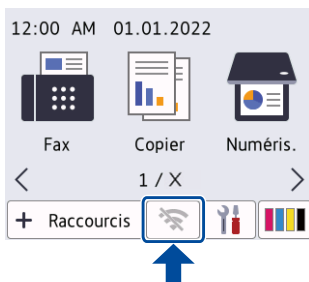 12:00 AM 01.01.2022
Fax Copier Numéris.
< 1 / X >
+ Raccourcis